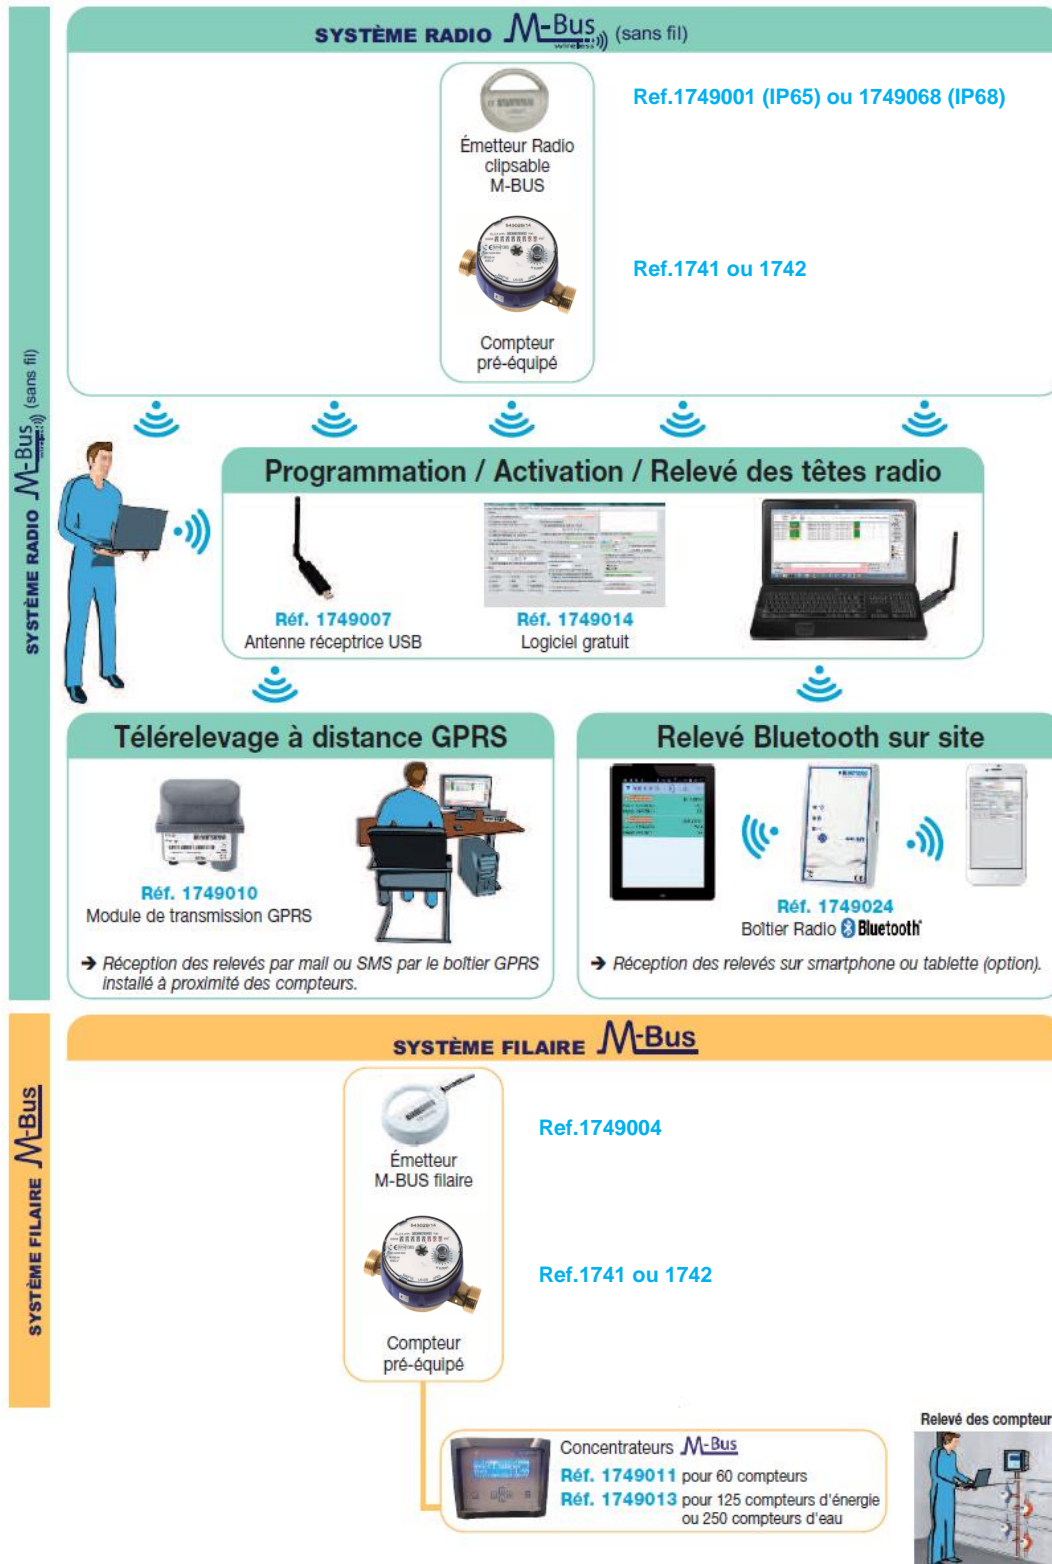 SYSTÈME RADIO M-Bus wireless (sans fil)
Ref.1749001 (IP65) ou 1749068 (IP68)
Émetteur Radio
clipsable
M-BUS
Ref.1741 ou 1742
Compteur
pré-équipé
SYSTÈME RADIO M-Bus wireless (sans fil)
Programmation / Activation / Relevé des têtes radio
Réf. 1749007
Antenne réceptrice USB
Réf. 1749014
Logiciel gratuit
Télérelevage à distance GPRS
Réf. 1749010
Module de transmission GPRS
➔ Réception des relevés par mail ou SMS par le boîtier GPRS
installé à proximité des compteurs.
Relevé Bluetooth sur site
Réf. 1749024
Boîtier Radio Bluetooth
➔ Réception des relevés sur smartphone ou tablette (option).
SYSTÈME FILAIRE M-Bus
SYSTÈME FILAIRE M-Bus
Ref.1749004
Émetteur
M-BUS filaire
Ref.1741 ou 1742
Compteur
pré-équipé
Concentrateurs M-Bus
Réf. 1749011 pour 60 compteurs
Réf. 1749013 pour 125 compteurs d'énergie
ou 250 compteurs d'eau
Relevé des compteur